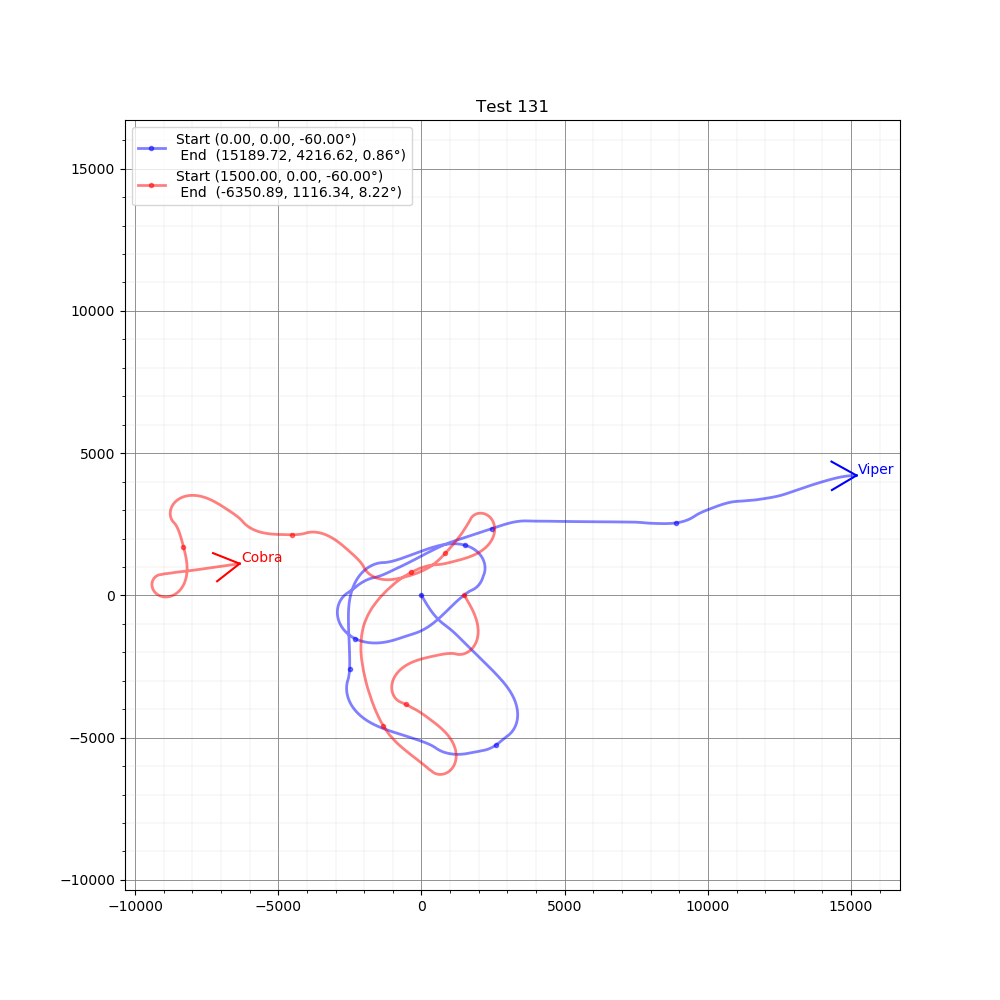 Test 131
Start (0.00, 0.00, -60.00°)
End  (15189.72, 4216.62, 0.86°)
Start (1500.00, 0.00, -60.00°)
End  (-6350.89, 1116.34, 8.22°)
15000
10000
5000
0
−5000
−10000
Viper
Cobra
−10000
−5000
0
5000
10000
15000